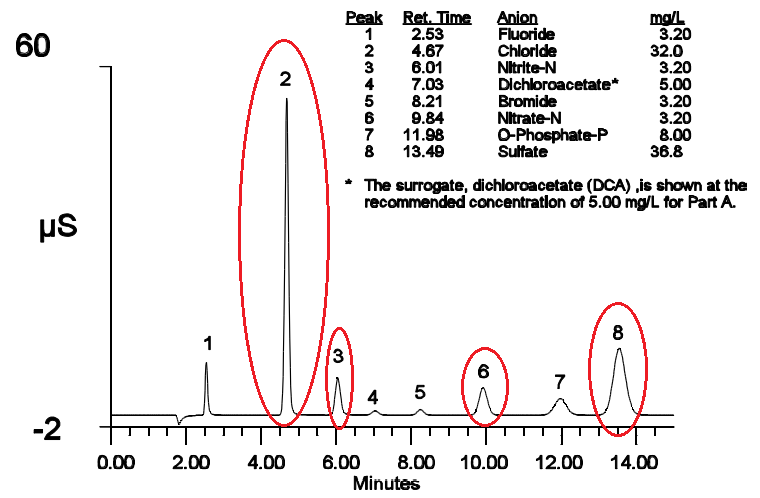 Peak Ret. Time Anion mg/L
1 2.53 Fluoride 3.20
2 4.67 Chloride 32.0
3 6.01 Nitrite-N 3.20
4 7.03 Dichloroacetate* 5.00
5 8.21 Bromide 3.20
6 9.84 Nitrate-N 3.20
7 11.98 O-Phosphate-P 8.00
8 13.49 Sulfate 36.8
* The surrogate, dichloroacetate (DCA) ,is shown at the
recommended concentration of 5.00 mg/L for Part A.
60
µS
-2
1
2
3
4
5
6
7
8
0.00 2.00 4.00 6.00 8.00 10.00 12.00 14.00
Minutes